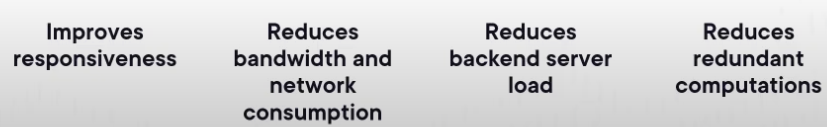 Improves
responsiveness
Reduces
bandwidth and
network
consumption
Reduces
backend server
load
Reduces
redundant
computations